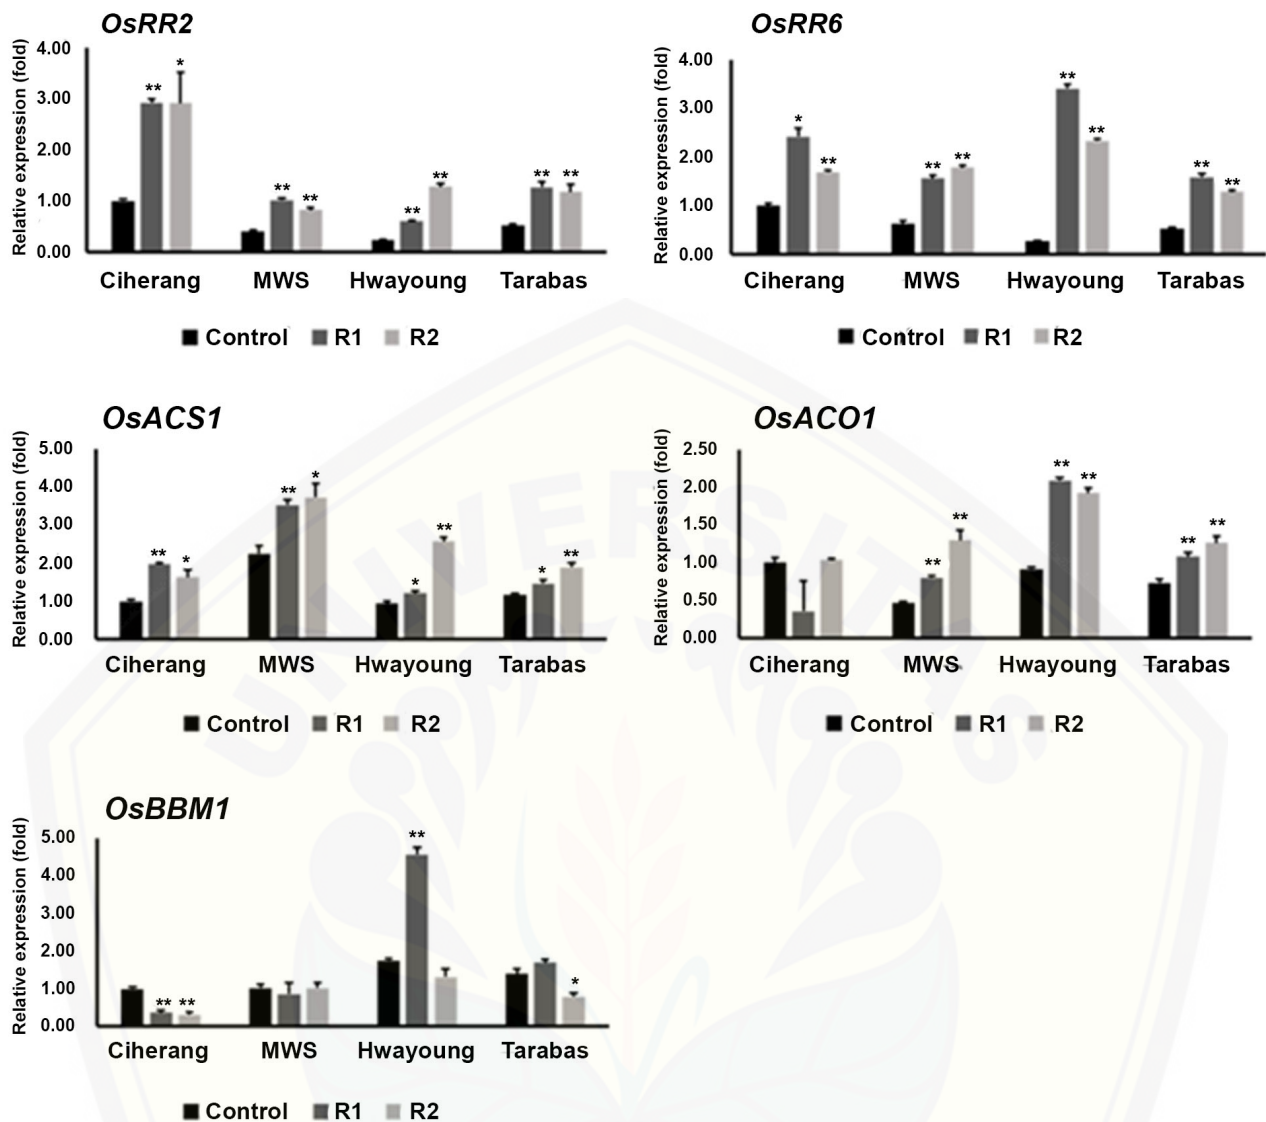 OsRR2
Relative expression (fold)
4.00
3.00
2.00
1.00
0.00
** *
** **
** **
** **
Ciherang MWS Hwayoung Tarabas
Control R1 R2
OsRR6
Relative expression (fold)
4.00
3.00
2.00
1.00
0.00
* **
** **
** **
** **
Ciherang MWS Hwayoung Tarabas
Control R1 R2
OsACS1
Relative expression (fold)
5.00
4.00
3.00
2.00
1.00
0.00
** *
** *
* **
* **
Ciherang MWS Hwayoung Tarabas
Control R1 R2
OsACO1
Relative expression (fold)
2.50
2.00
1.50
1.00
0.50
0.00
** **
** **
** **
Ciherang MWS Hwayoung Tarabas
Control R1 R2
OsBBM1
Relative expression (fold)
5.00
4.00
3.00
2.00
1.00
0.00
** **
**
*
Ciherang MWS Hwayoung Tarabas
Control R1 R2
UNIVERSITAS